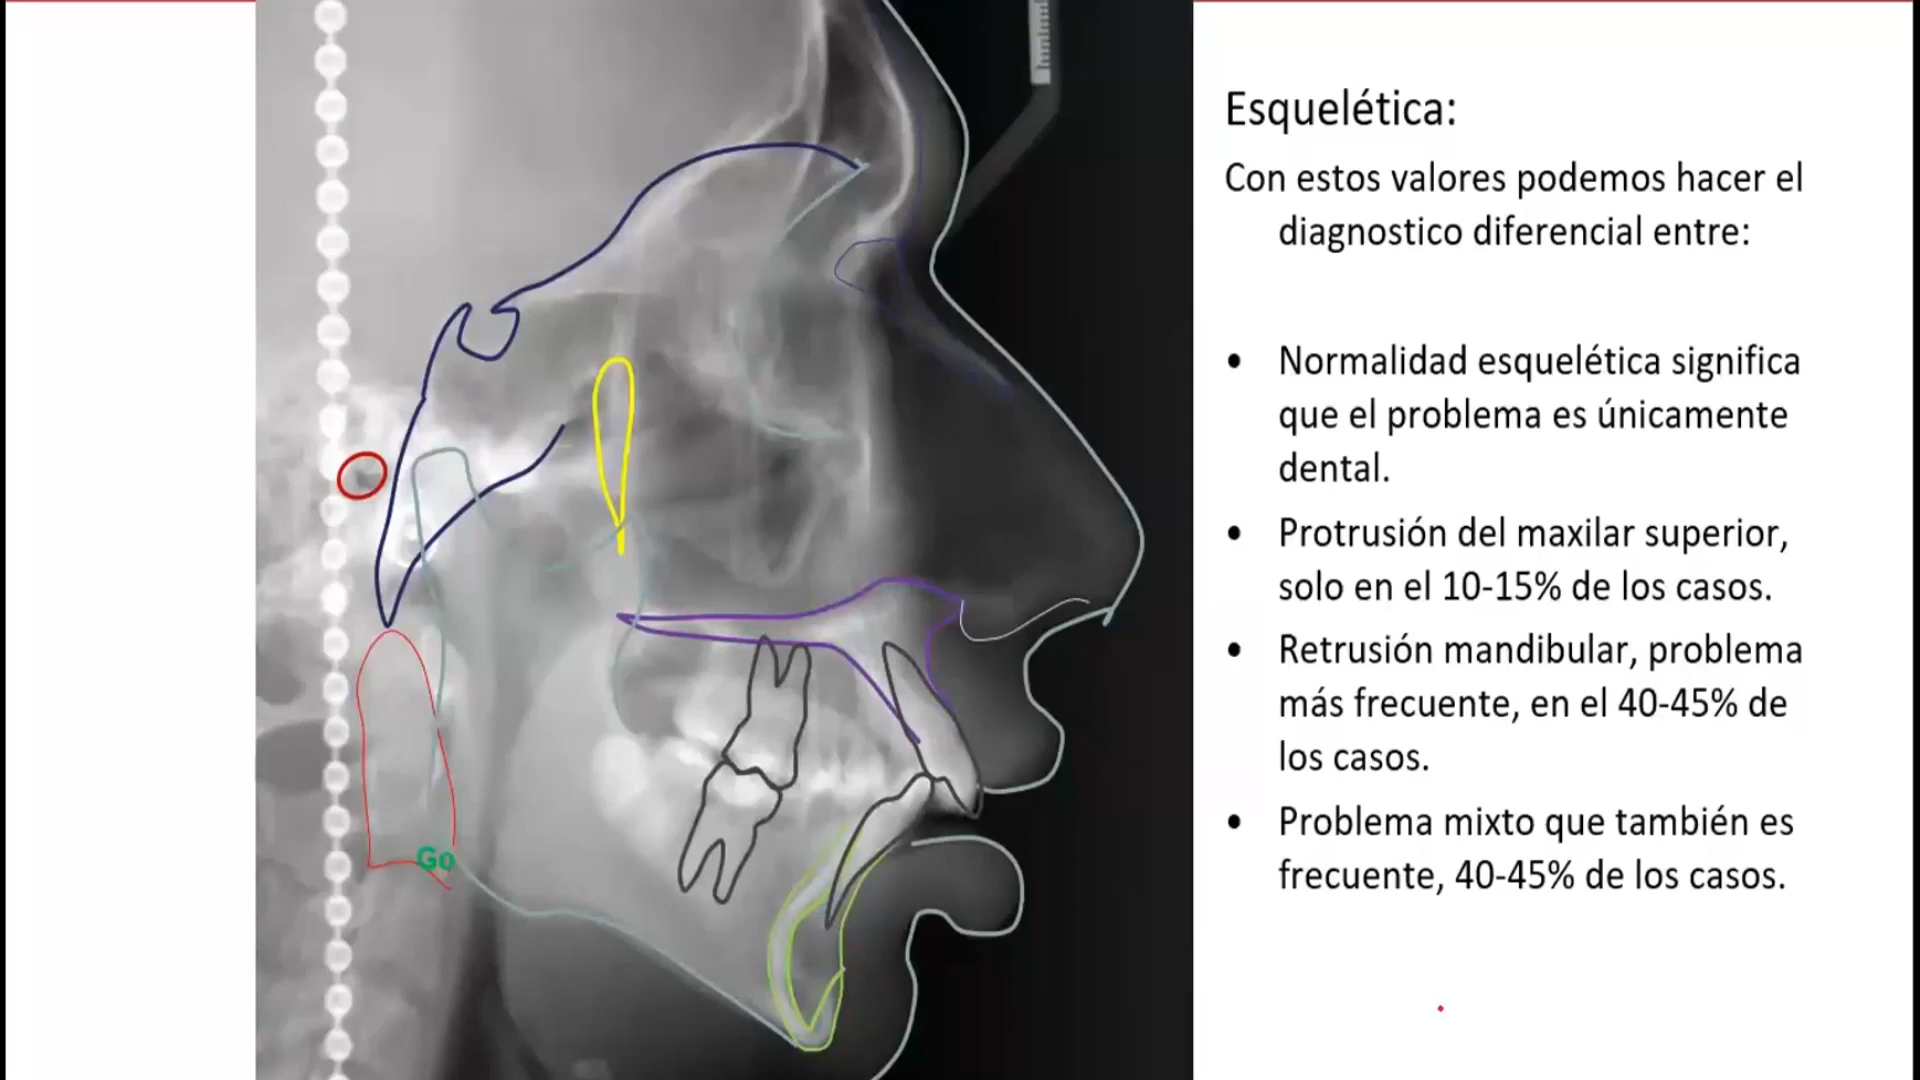 Esquelética:
Con estos valores podemos hacer el
diagnostico diferencial entre:
• Normalidad esquelética significa
que el problema es únicamente
dental.
• Protrusión del maxilar superior,
solo en el 10-15% de los casos.
• Retrusión mandibular, problema
más frecuente, en el 40-45% de
los casos.
• Problema mixto que también es
frecuente, 40-45% de los casos.
Go